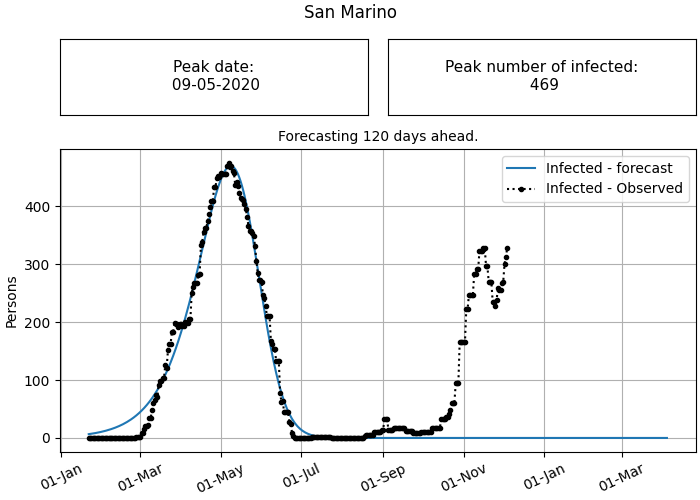 San Marino
Peak date:
09-05-2020
Peak number of infected:
469
Forecasting 120 days ahead.
Infected - forecast
Infected - Observed
Persons
400
300
200
100
0
01-Jan
01-Mar
01-May
01-Jul
01-Sep
01-Nov
01-Jan
01-Mar